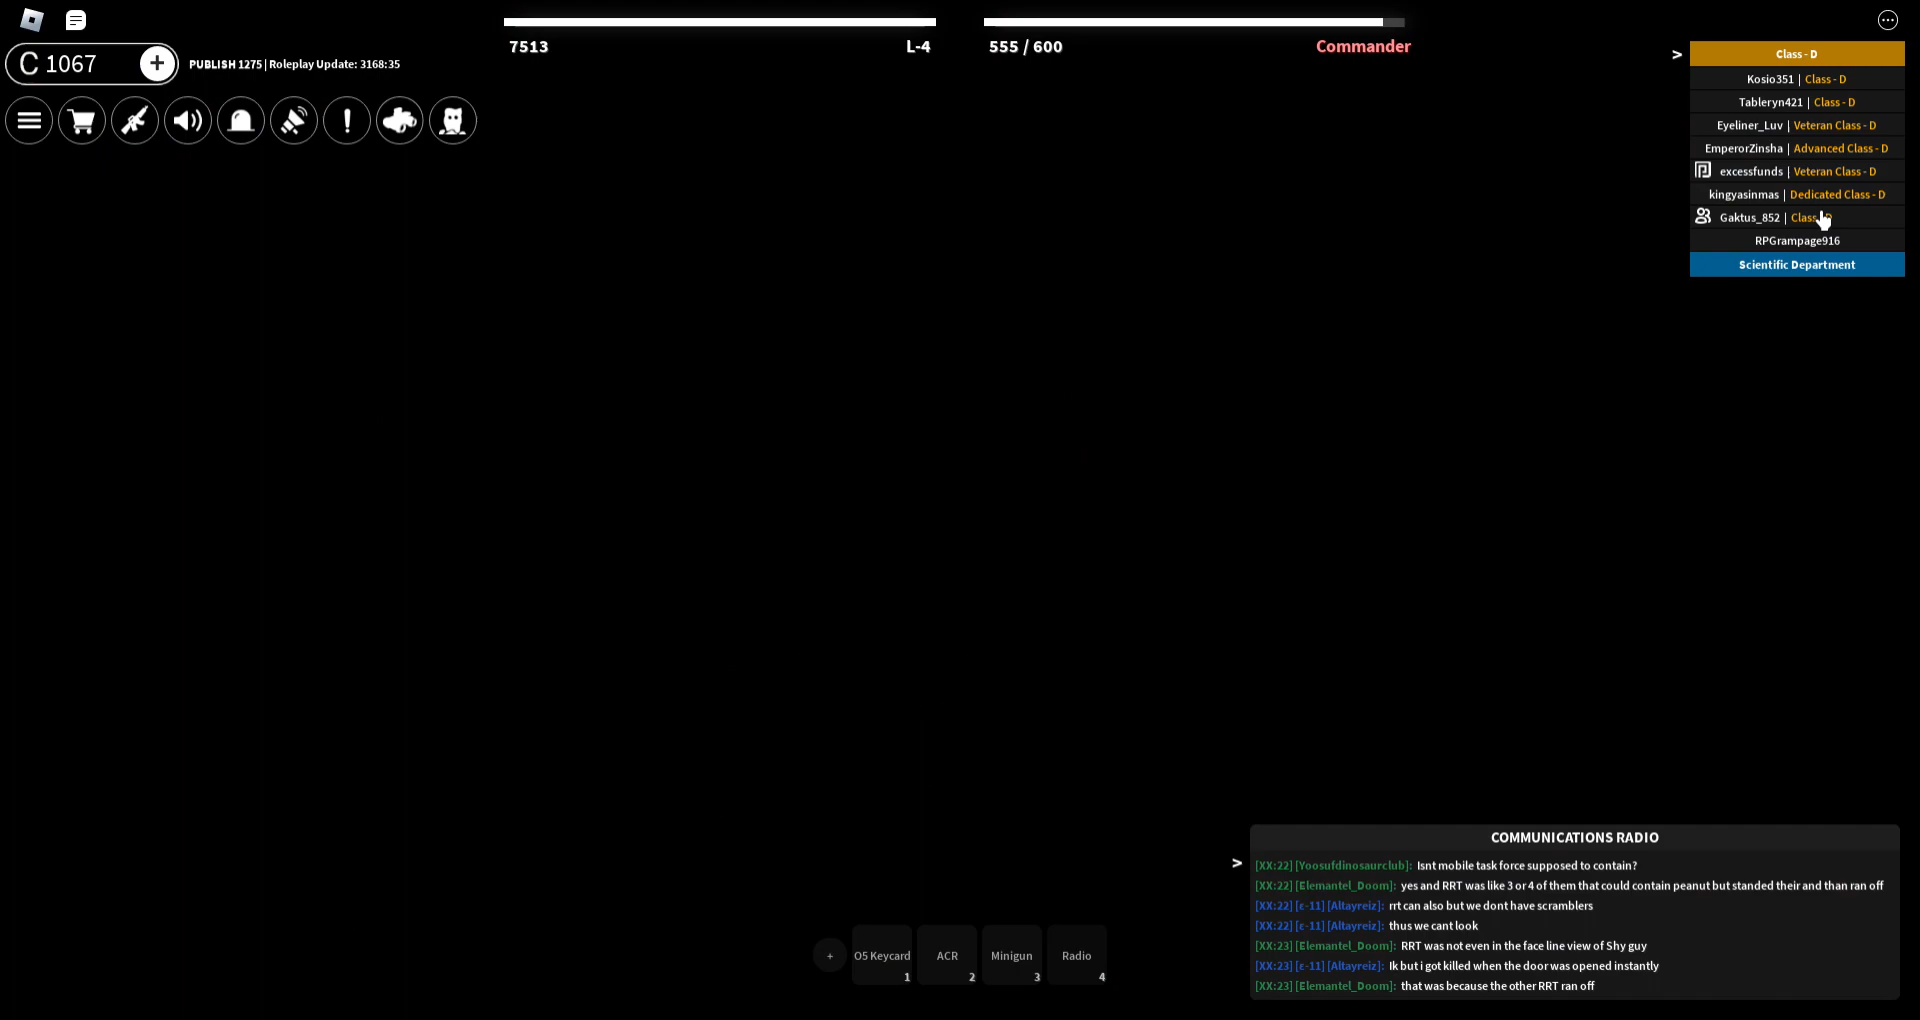 7513
L-4
555 / 600
Commander
C 1067
+
PUBLISH 1275 | Roleplay Update: 3168:35
>
Class - D
Kosio351 | Class - D
Tableryn421 | Class - D
Eyeliner_Luv | Veteran Class - D
EmperorZinsha | Advanced Class - D
excessfunds | Veteran Class - D
kingyasinmas | Dedicated Class - D
Gaktus_852 | Class D
RPGrampage916
Scientific Department
COMMUNICATIONS RADIO
>
[XX:22] [Yoosufdinosaurclub]: Isnt mobile task force supposed to contain?
[XX:22] [Elemantel_Doom]: yes and RRT was like 3 or 4 of them that could contain peanut but standed their and than ran off
[XX:22] [ε-11] [Altayreiz]: rrt can also but we dont have scramblers
[XX:22] [ε-11] [Altayreiz]: thus we cant look
[XX:23] [Elemantel_Doom]: RRT was not even in the face line view of Shy guy
[XX:23] [ε-11] [Altayreiz]: Ik but i got killed when the door was opened instantly
[XX:23] [Elemantel_Doom]: that was because the other RRT ran off
+
O5 Keycard 1
ACR 2
Minigun 3
Radio 4